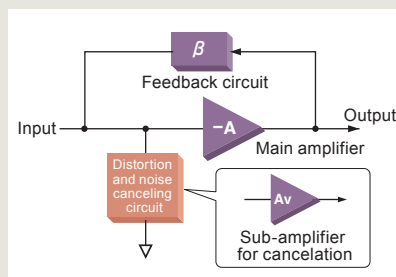 β
Feedback circuit
Input
–A
Output
Main amplifier
Distortion
and noise
canceling
circuit
Av
Sub-amplifier
for cancelation